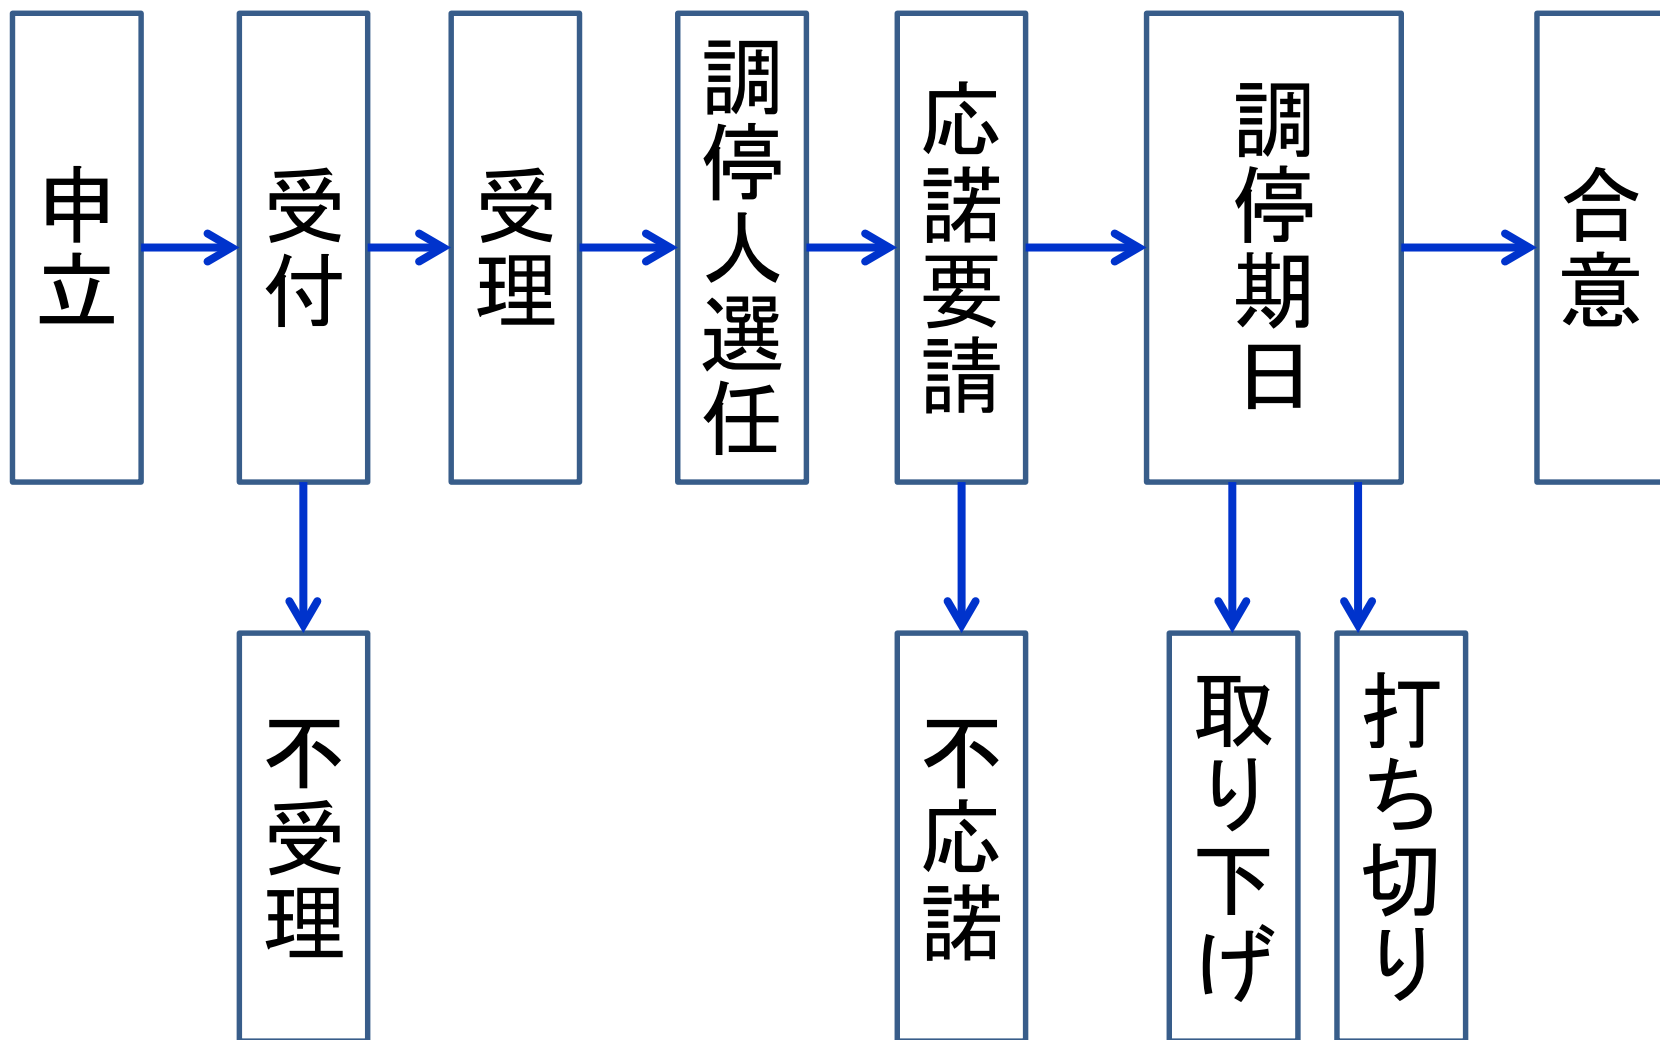 申立
受付
受理
調停人選任
応諾要請
調停期日
合意
不受理
不応諾
取り下げ
打ち切り